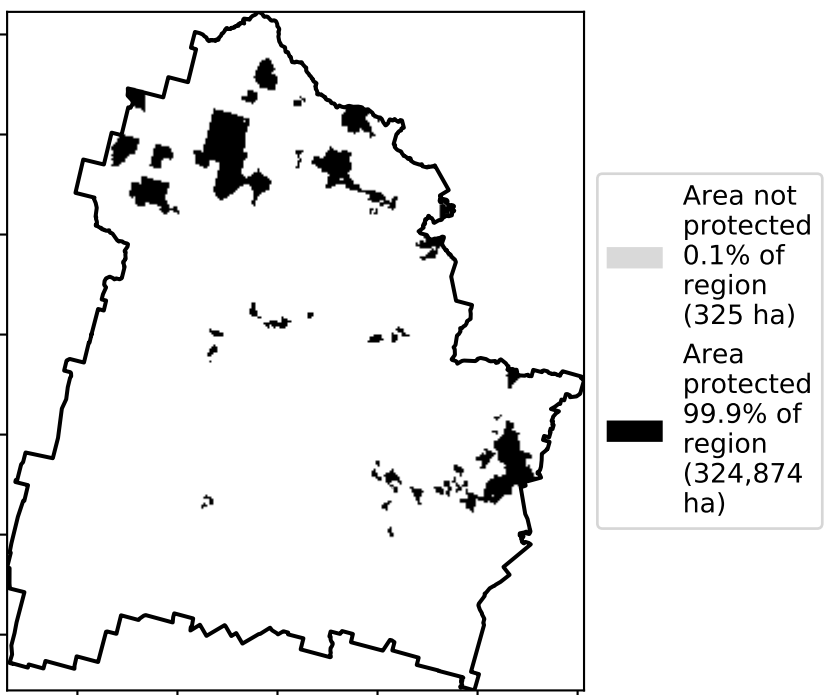 Area not
protected
0.1% of
region
(325 ha)
Area
protected
99.9% of
region
(324,874
ha)